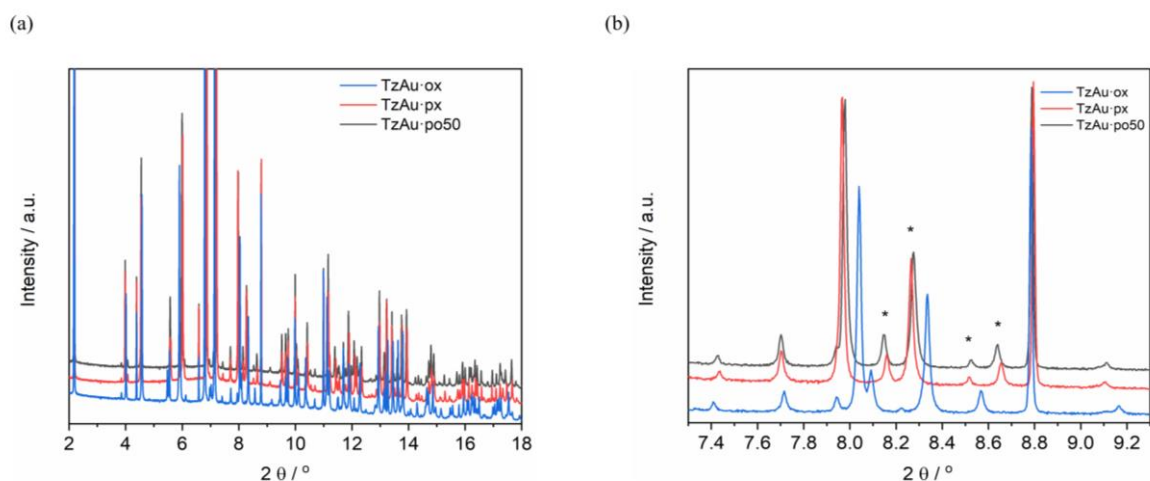 (a)
(b)
TzAu·ox
TzAu·px
TzAu·po50
Intensity / a.u.
2 4 6 8 10 12 14 16 18
2 θ / °
TzAu·ox
TzAu·px
TzAu·po50
* * * *
Intensity / a.u.
7.4 7.6 7.8 8.0 8.2 8.4 8.6 8.8 9.0 9.2
2 θ / °